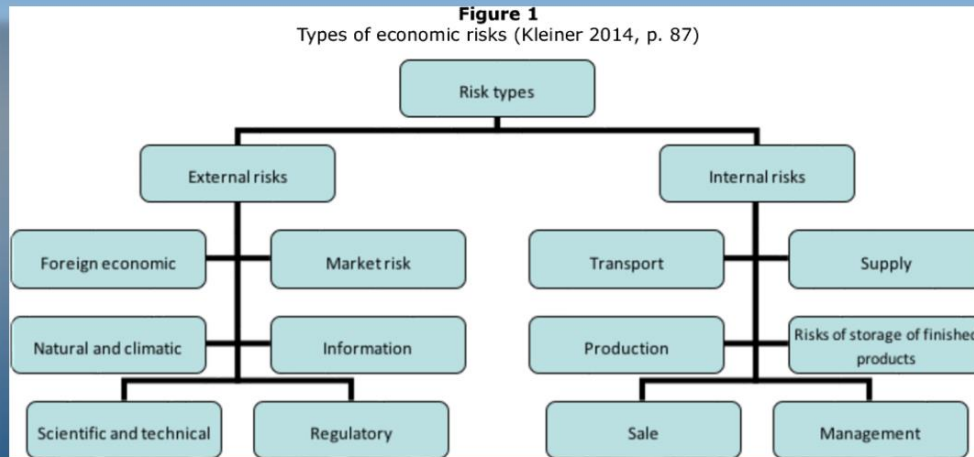 Figure 1
Types of economic risks (Kleiner 2014, p. 87)
Risk types
External risks
Internal risks
Foreign economic
Market risk
Transport
Supply
Natural and climatic
Information
Production
Risks of storage of finished
products
Scientific and technical
Regulatory
Sale
Management